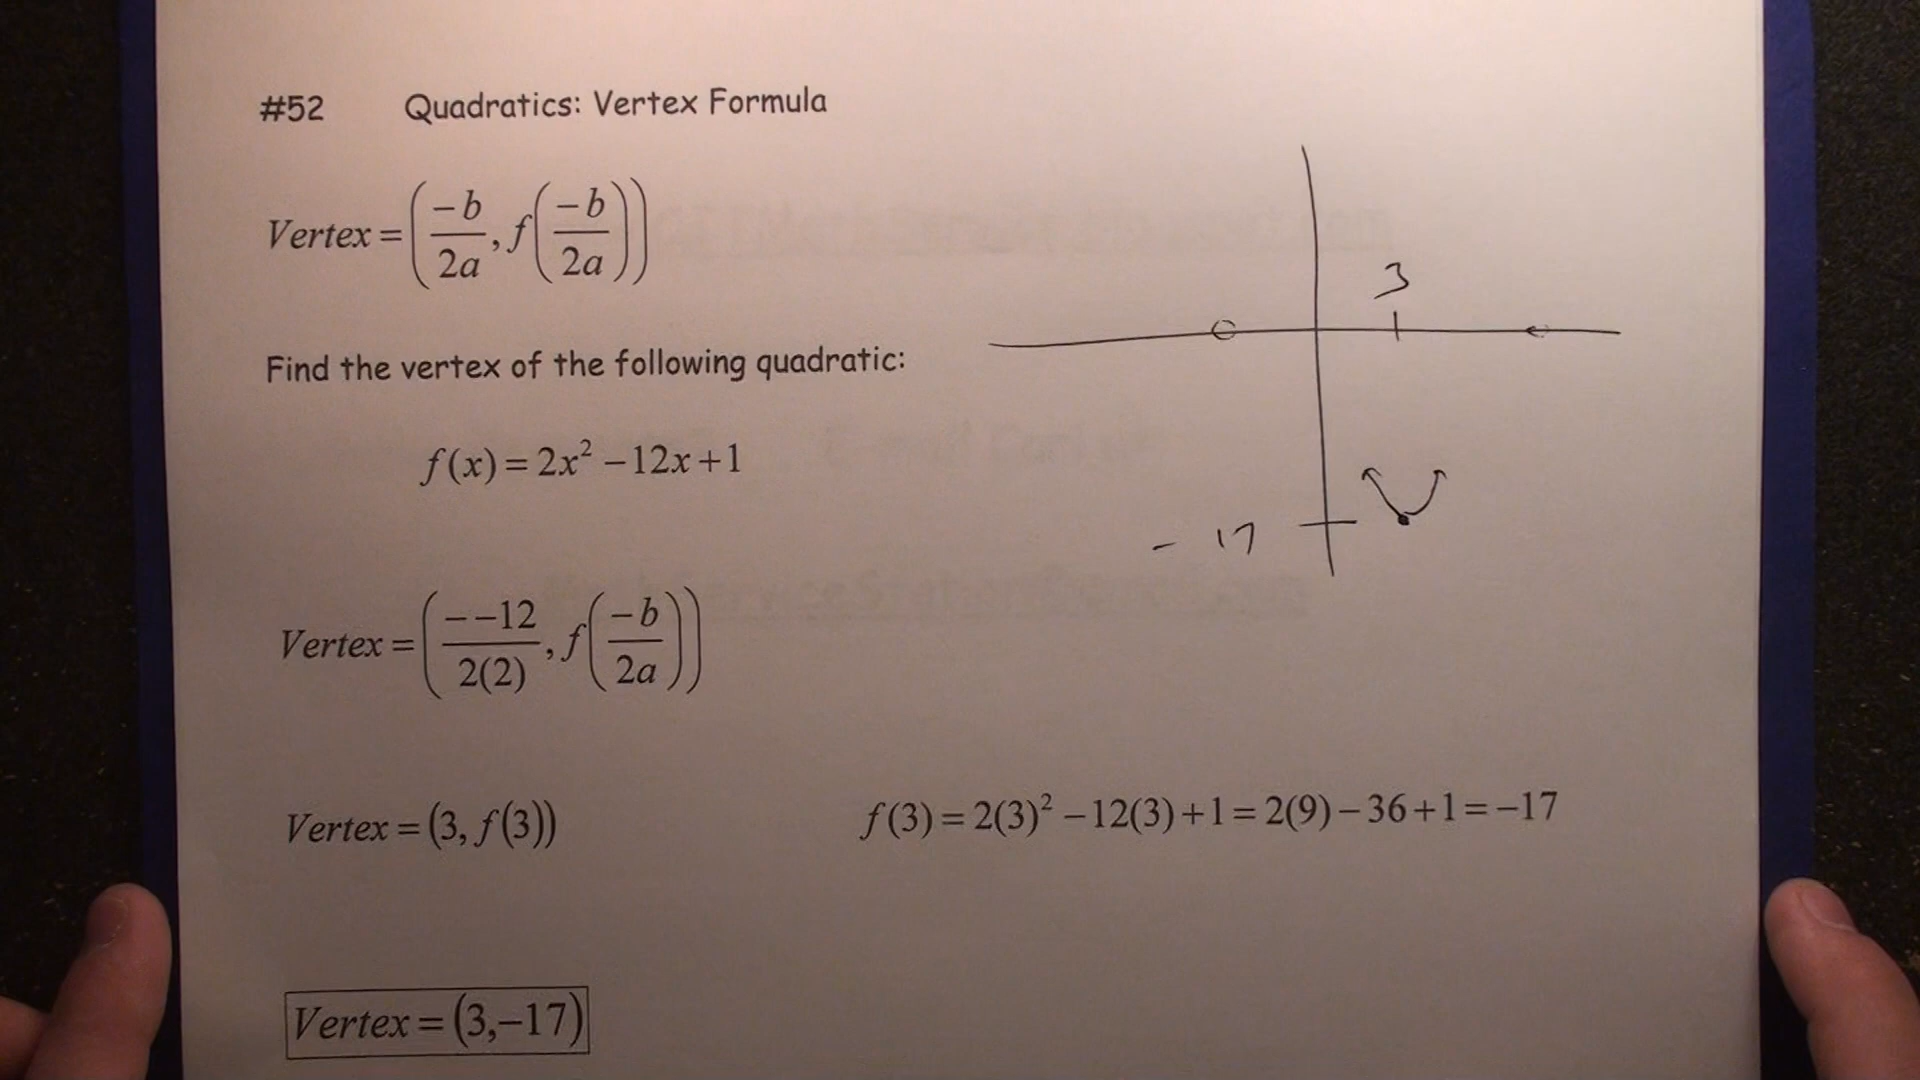 #52 Quadratics: Vertex Formula
Vertex = (-b/2a, f(-b/2a))
3
Find the vertex of the following quadratic:
f(x) = 2x² - 12x + 1
- 17
Vertex = (--12/2(2), f(-b/2a))
Vertex = (3, f(3)) f(3) = 2(3)² - 12(3) + 1 = 2(9) - 36 + 1 = -17
Vertex = (3,-17)